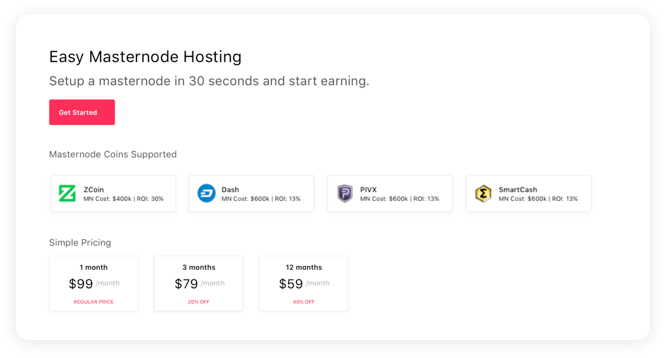 Easy Masternode Hosting
Setup a masternode in 30 seconds and start earning.
Get Started
Masternode Coins Supported
ZCoin
MN Cost: $400k | ROI: 30%
Dash
MN Cost: $600k | ROI: 13%
PIVX
MN Cost: $600k | ROI: 13%
SmartCash
MN Cost: $600k | ROI: 13%
Simple Pricing
1 month
$99 /month
REGULAR PRICE
3 months
$79 /month
20% OFF
12 months
$59 /month
40% OFF